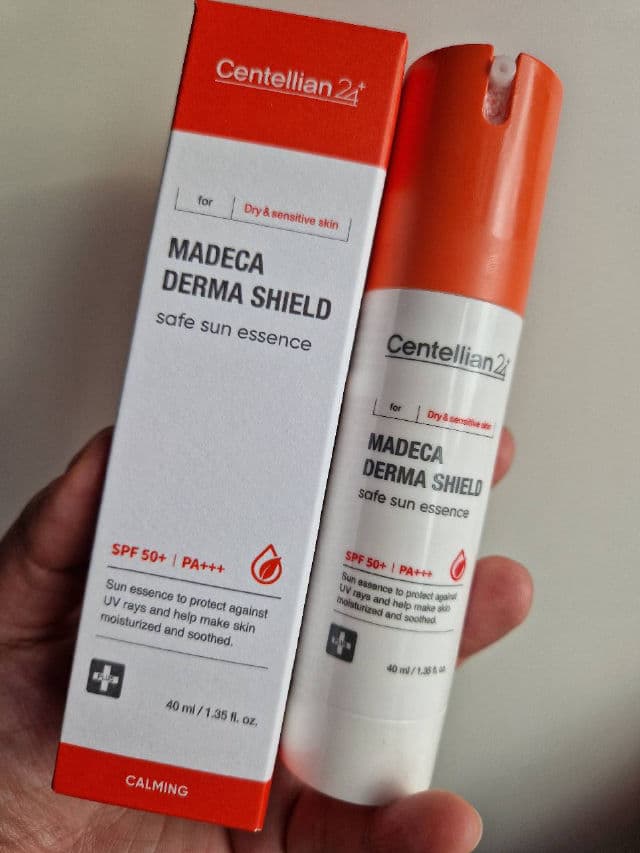 Centellian24+
for Dry & sensitive skin
MADECA
DERMA SHIELD
safe sun essence
SPF 50+ | PA+++
Sun essence to protect against
UV rays and help make skin
moisturized and soothed.
PLUS
40 ml / 1.35 fl. oz.
CALMING
Centellian24
for Dry & sensitive skin
MADECA
DERMA SHIELD
safe sun essence
SPF 50+ | PA+++
Sun essence to protect against
UV rays and help make skin
moisturized and soothed.
PLUS
40 ml / 1.35 fl. oz.